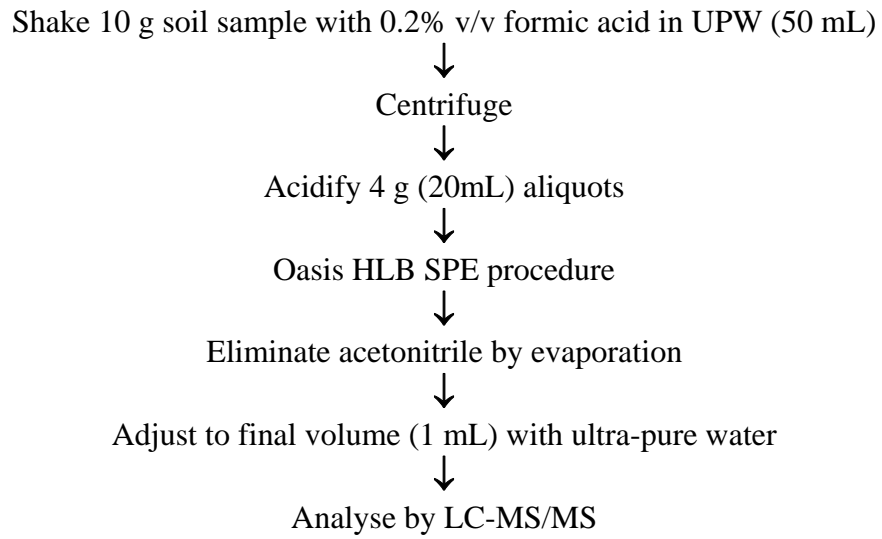 Shake 10 g soil sample with 0.2% v/v formic acid in UPW (50 mL)
Centrifuge
Acidify 4 g (20mL) aliquots
Oasis HLB SPE procedure
Eliminate acetonitrile by evaporation
Adjust to final volume (1 mL) with ultra-pure water
Analyse by LC-MS/MS